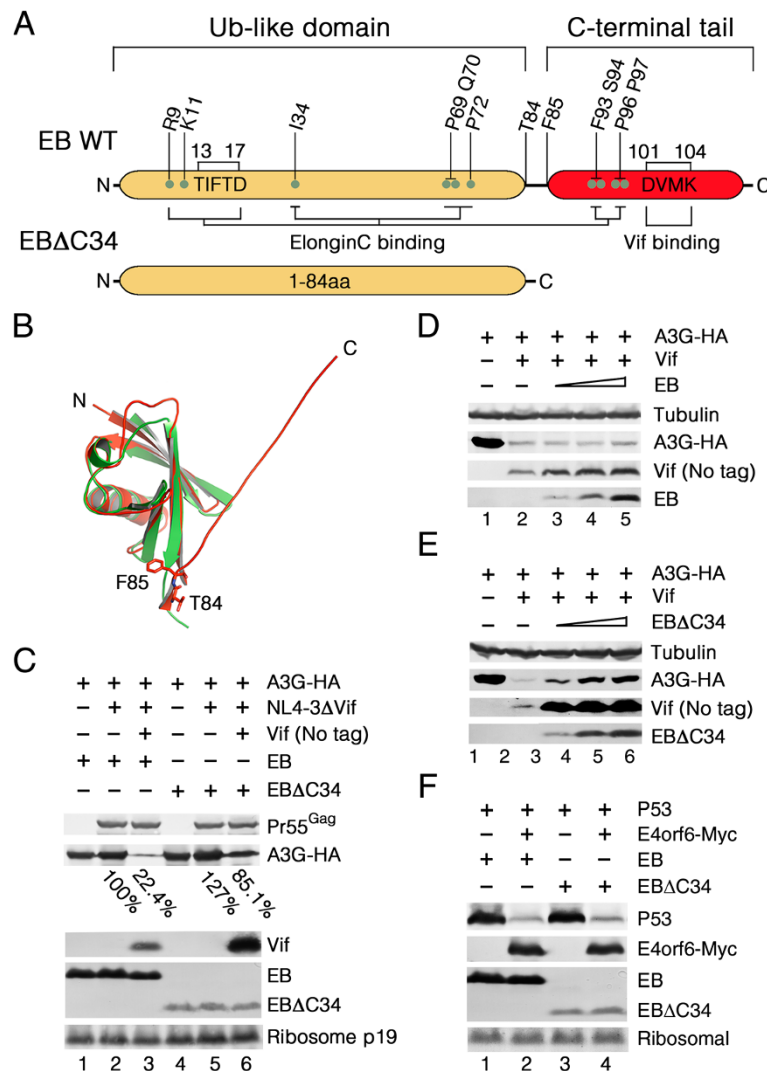 A
Ub-like domain
C-terminal tail
R9
K11
I34
P69 Q70
P72
T84
F85
F93 S94
P96 P97
EB WT
13 17
101 104
N
TIFTD
DVMK
C
ElonginC binding
Vif binding
EBΔC34
N
1-84aa
C
B
N
C
F85
T84
C
+ + + + + + A3G-HA
– + + – + + NL4-3ΔVif
– – + – – + Vif (No tag)
+ + + – – – EB
– – – + + + EBΔC34
Pr55Gag
A3G-HA
100%
22.4%
127%
85.1%
Vif
EB
EBΔC34
Ribosome p19
1 2 3 4 5 6
D
+ + + + + A3G-HA
– + + + + Vif
– – EB
Tubulin
A3G-HA
Vif (No tag)
EB
1 2 3 4 5
E
+ + + + + A3G-HA
– + + + + Vif
– – EBΔC34
Tubulin
A3G-HA
Vif (No tag)
EBΔC34
1 2 3 4 5 6
F
+ + + + P53
– + – + E4orf6-Myc
+ + – – EB
– – + + EBΔC34
P53
E4orf6-Myc
EB
EBΔC34
Ribosomal
1 2 3 4